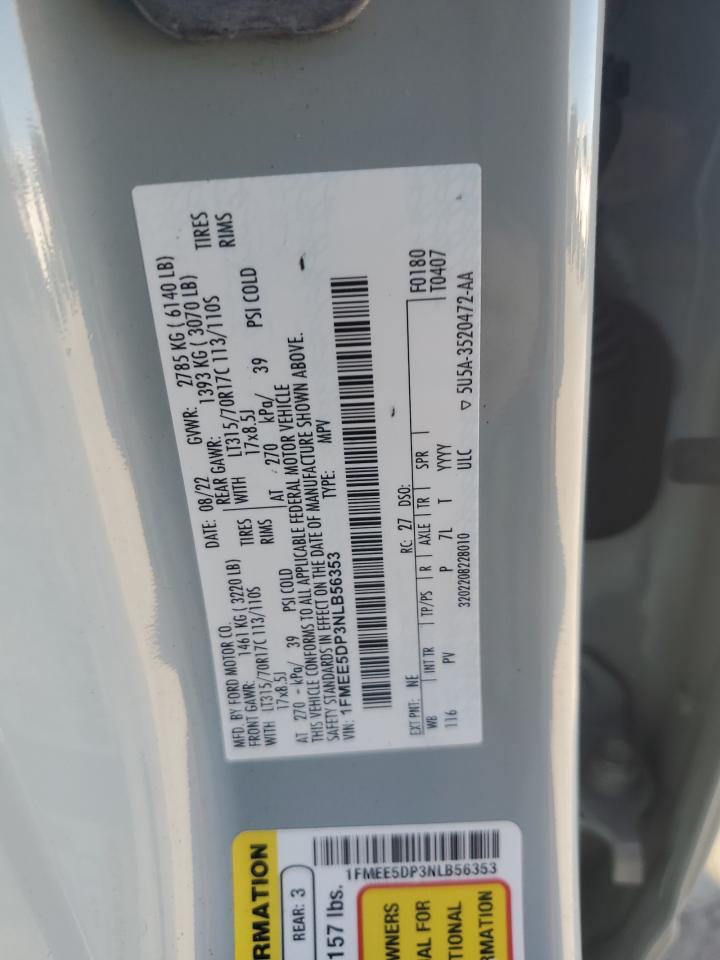 MFD. BY FORD MOTOR CO.
DATE: 08/22 GVWR: 2785 KG ( 6140 LB)
FRONT GAWR: 1461 KG ( 3220 LB)
REAR GAWR: 1393 KG ( 3070 LB)
WITH LT315/70R17C 113/110S TIRES
WITH LT315/70R17C 113/110S TIRES
17x8.5J RIMS
17x8.5J RIMS
AT 270 - kPa/ 39 PSI COLD
AT 270 kPa/ 39 PSI COLD
THIS VEHICLE CONFORMS TO ALL APPLICABLE FEDERAL MOTOR VEHICLE
SAFETY STANDARDS IN EFFECT ON THE DATE OF MANUFACTURE SHOWN ABOVE.
VIN: 1FMEE5DP3NLB56353 TYPE: MPV
EXT PNT: NE RC: 27 DSO: F0180
WB INT TR TP/PS R AXLE TR SPR T0407
116 PV P 7L T YYYY
3202208228010 ULC ▽ 5U5A-3520472-AA
RMATION
REAR: 3
157 lbs.
1FMEE5DP3NLB56353
WNERS
AL FOR
TIONAL
RMATION